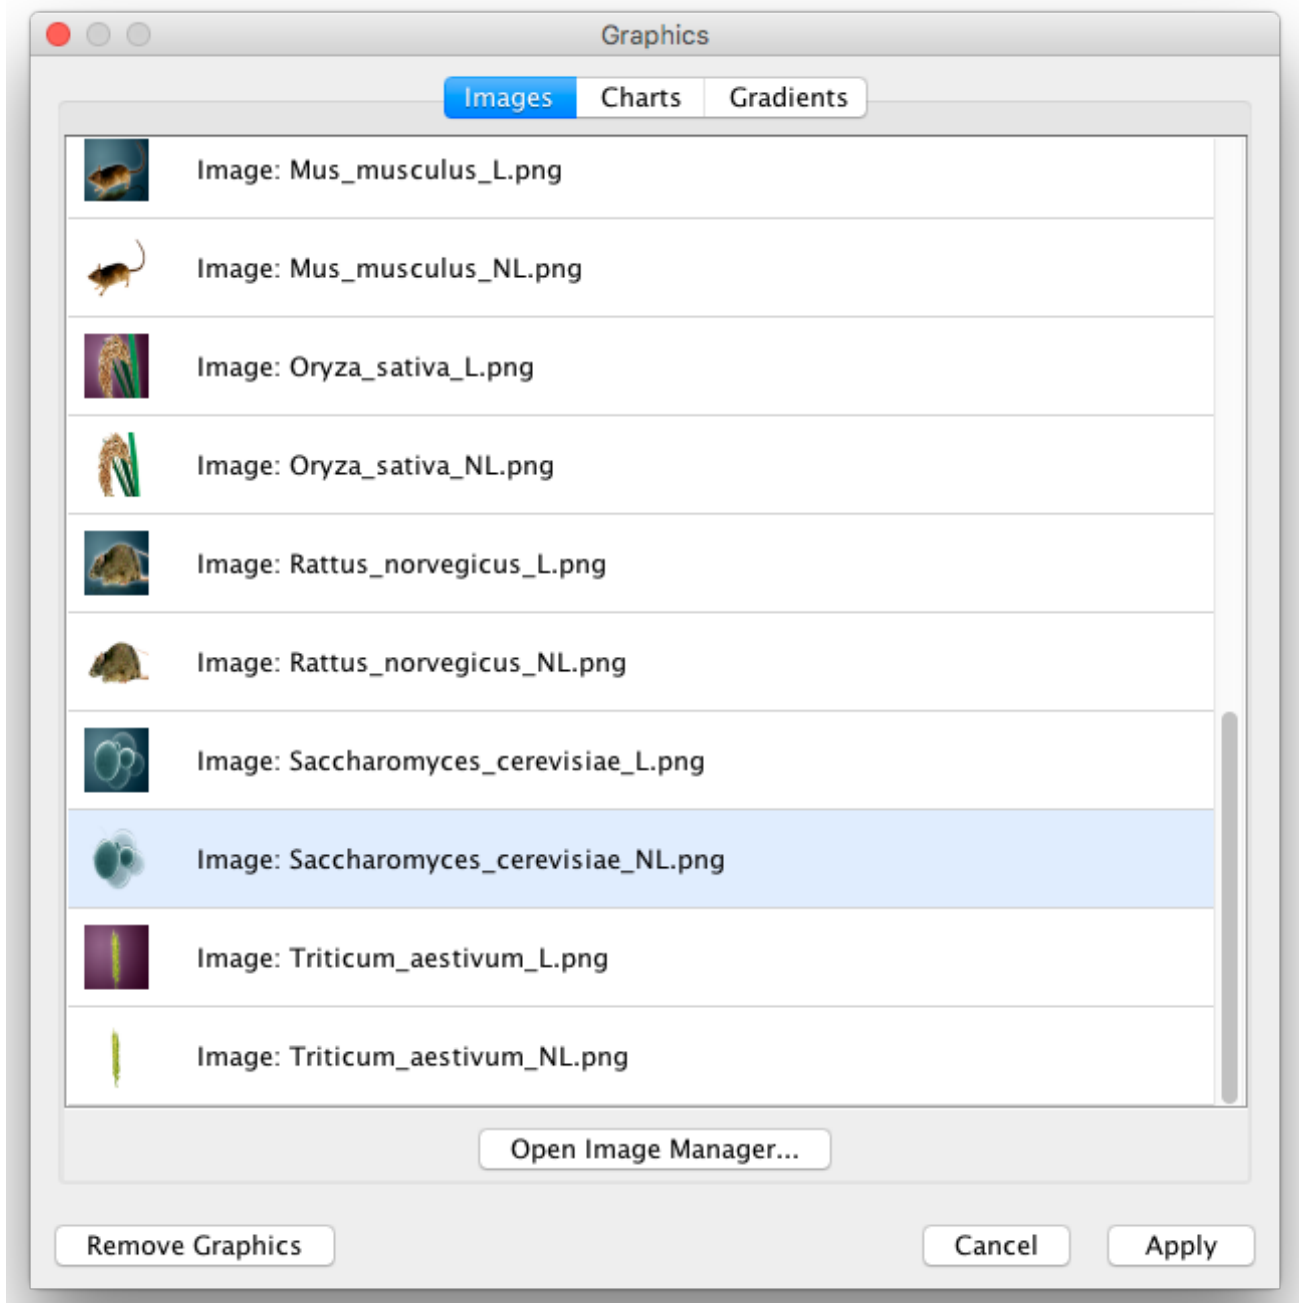 Graphics
Images Charts Gradients
Image: Mus_musculus_L.png
Image: Mus_musculus_NL.png
Image: Oryza_sativa_L.png
Image: Oryza_sativa_NL.png
Image: Rattus_norvegicus_L.png
Image: Rattus_norvegicus_NL.png
Image: Saccharomyces_cerevisiae_L.png
Image: Saccharomyces_cerevisiae_NL.png
Image: Triticum_aestivum_L.png
Image: Triticum_aestivum_NL.png
Open Image Manager...
Remove Graphics Cancel Apply